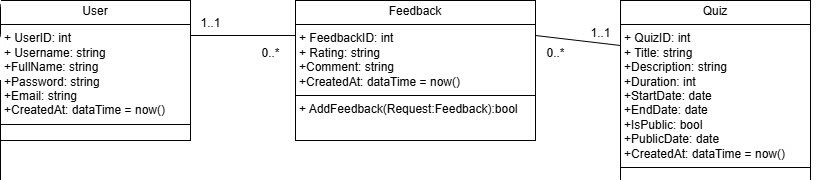 User
+ UserID: int
+ Username: string
+FullName: string
+Password: string
+Email: string
+CreatedAt: dataTime = now()
1..1
0..*
Feedback
+ FeedbackID: int
+ Rating: string
+Comment: string
+CreatedAt: dataTime = now()
+ AddFeedback(Request:Feedback):bool
1..1
0..*
Quiz
+ QuizID: int
+ Title: string
+Description: string
+Duration: int
+StartDate: date
+EndDate: date
+IsPublic: bool
+PublicDate: date
+CreatedAt: dataTime = now()